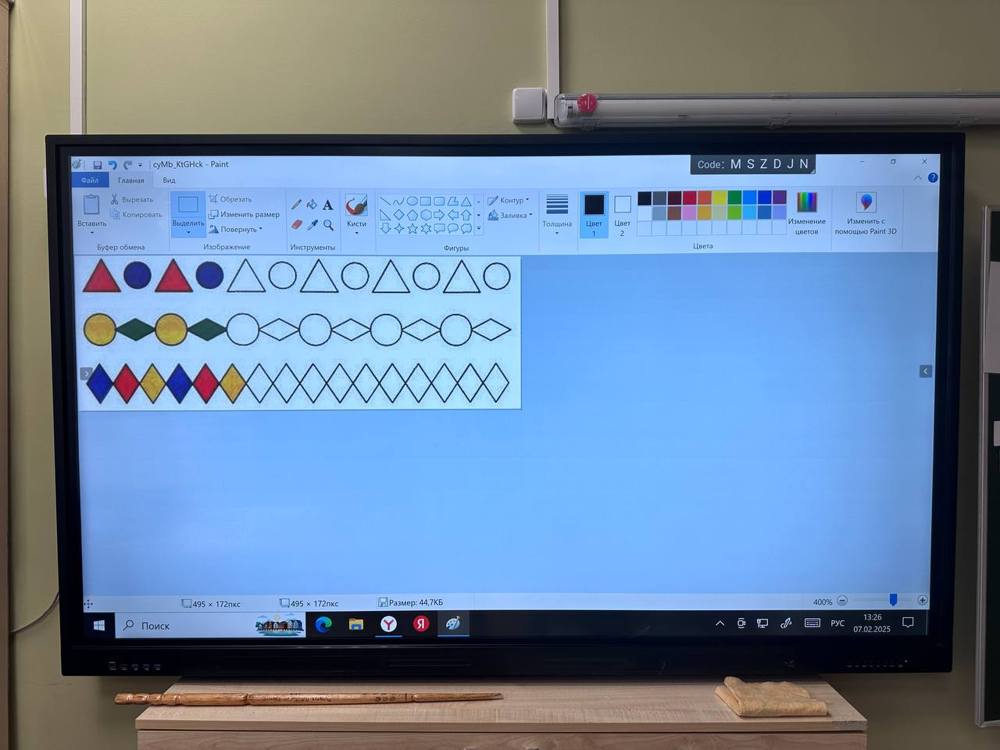 cyMb_KtGHck - Paint
Code: M S Z D J N
Файл Главная Вид
Вставить
Вырезать
Копировать
Буфер обмена
Выделить
Обрезать
Изменить размер
Повернуть
Изображение
A
Инструменты
Кисти
Фигуры
Контур
Заливка
Толщина
Цвет
1
Цвет
2
Изменение
цветов
Цвета
Изменить с
помощью Paint 3D
495 × 172пкс
495 × 172пкс
Размер: 44,7КБ
400%
Поиск
Y
Я
РУС
13:26
07.02.2025